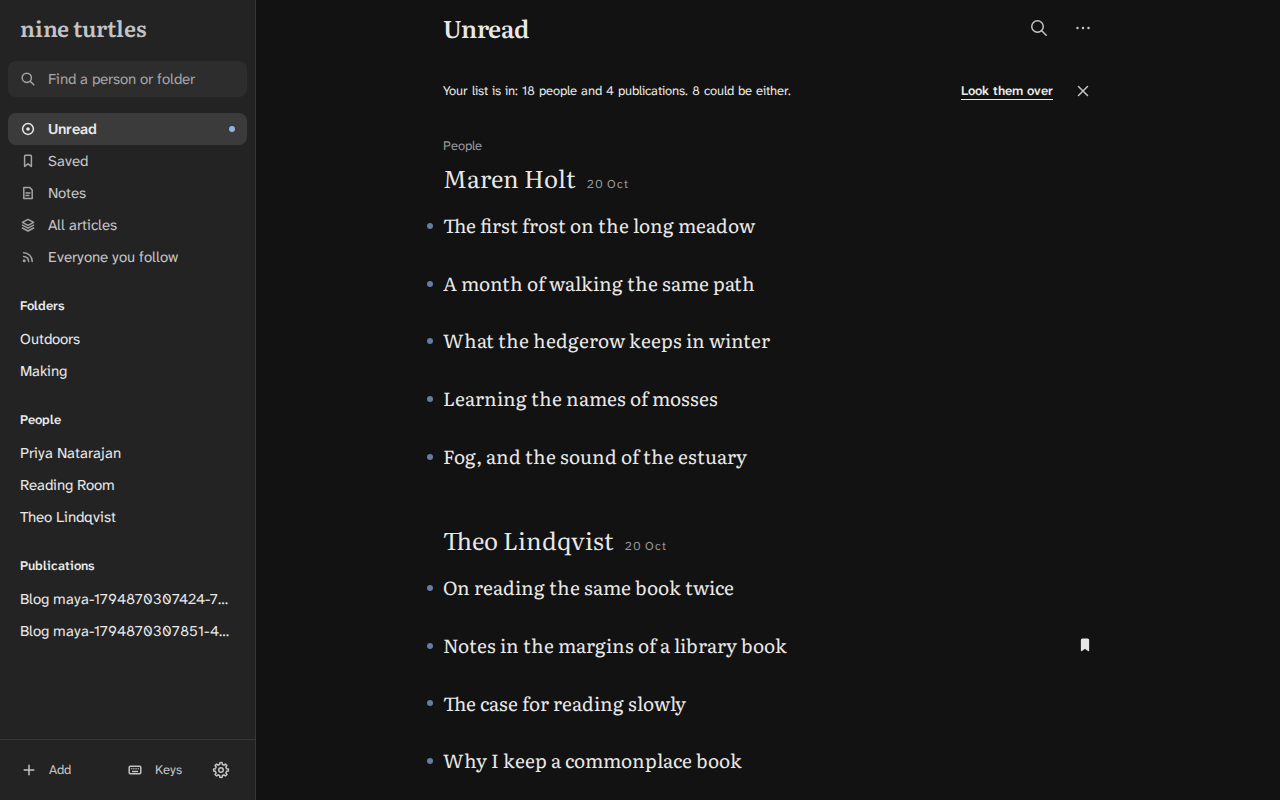 nine turtles
Find a person or folder
Unread
Saved
Notes
All articles
Everyone you follow
Folders
Outdoors
Making
People
Priya Natarajan
Reading Room
Theo Lindqvist
Publications
Blog maya-1794870307424-7...
Blog maya-1794870307851-4...
Add
Keys
Unread
Your list is in: 18 people and 4 publications. 8 could be either.
Look them over
People
Maren Holt 20 Oct
The first frost on the long meadow
A month of walking the same path
What the hedgerow keeps in winter
Learning the names of mosses
Fog, and the sound of the estuary
Theo Lindqvist 20 Oct
On reading the same book twice
Notes in the margins of a library book
The case for reading slowly
Why I keep a commonplace book